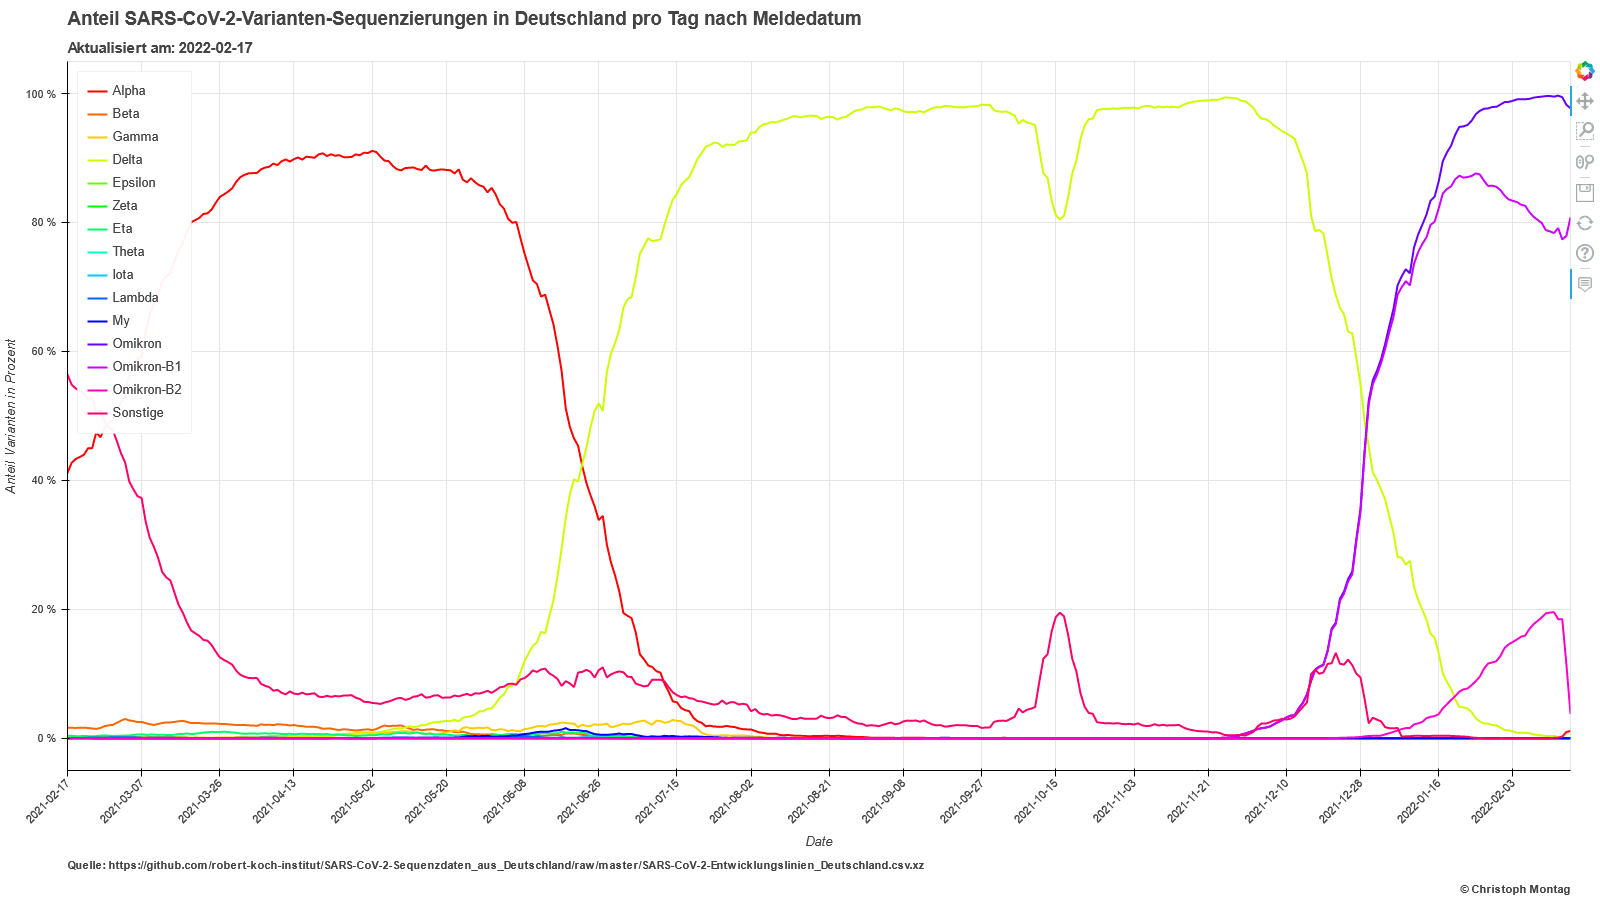 Anteil SARS-CoV-2-Varianten-Sequenzierungen in Deutschland pro Tag nach Meldedatum
Aktualisiert am: 2022-02-17
100 %
80 %
60 %
40 %
20 %
0 %
Anteil Varianten in Prozent
Alpha
Beta
Gamma
Delta
Epsilon
Zeta
Eta
Theta
Iota
Lambda
My
Omikron
Omikron-B1
Omikron-B2
Sonstige
2021-02-17
2021-03-07
2021-03-26
2021-04-13
2021-05-02
2021-05-20
2021-06-08
2021-06-26
2021-07-15
2021-08-02
2021-08-21
2021-09-08
2021-09-27
2021-10-15
2021-11-03
2021-11-21
2021-12-10
2021-12-28
2022-01-16
2022-02-03
Date
Quelle: https://github.com/robert-koch-institut/SARS-CoV-2-Sequenzdaten_aus_Deutschland/raw/master/SARS-CoV-2-Entwicklungslinien_Deutschland.csv.xz
© Christoph Montag